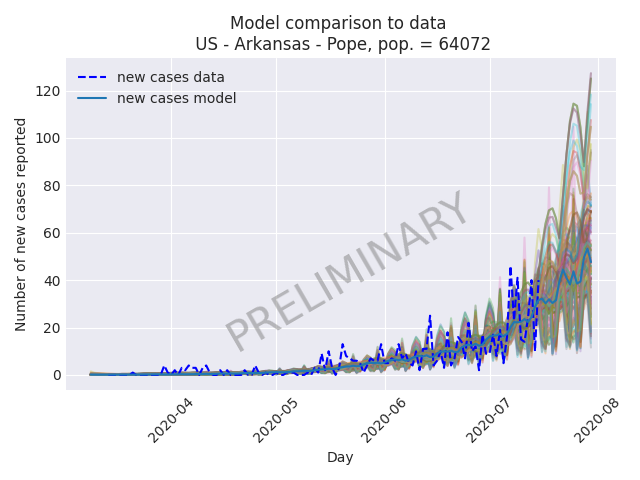 Model comparison to data
US - Arkansas - Pope, pop. = 64072
new cases data
new cases model
PRELIMINARY
Number of new cases reported
120
100
80
60
40
20
0
2020-04
2020-05
2020-06
2020-07
2020-08
Day